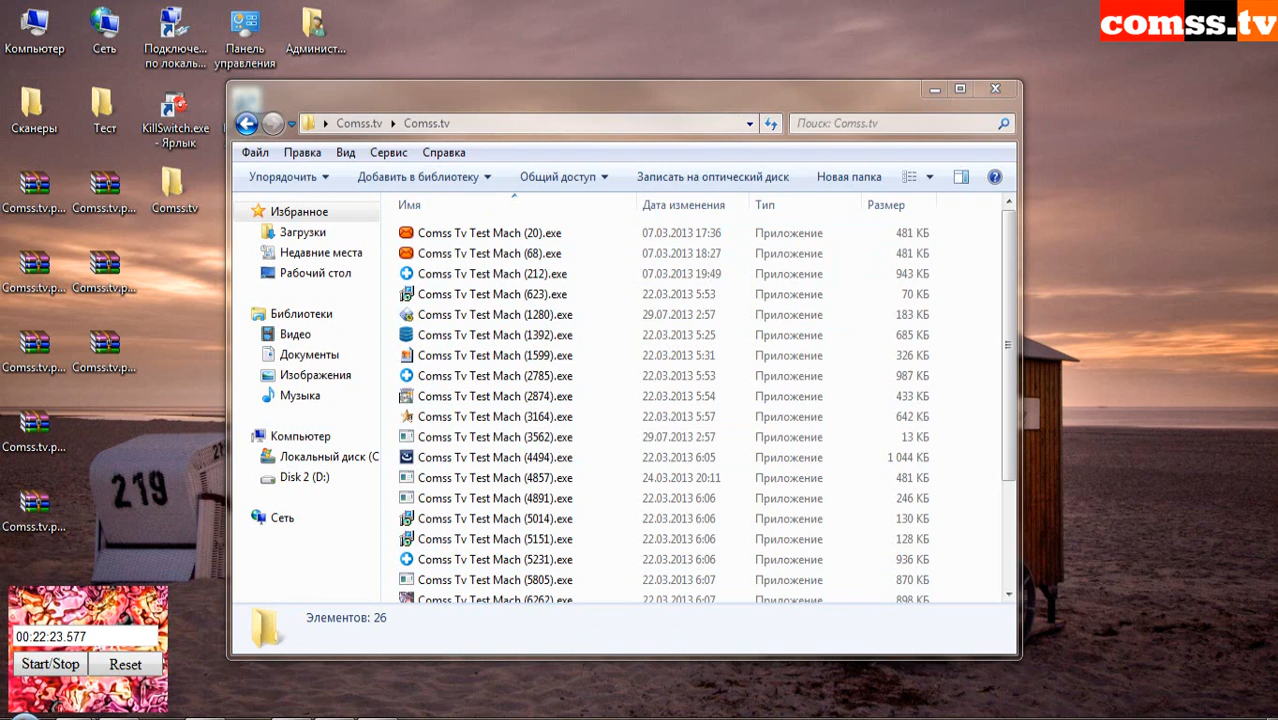 Компьютер
Сеть
Подключе...
по локаль...
Панель
управления
Админист...
comss.tv
Сканеры
Тест
KillSwitch.exe
- Ярлык
Comss.tv.p...
Comss.tv.p...
Comss.tv
Comss.tv.p...
Comss.tv.p...
Comss.tv.p...
Comss.tv.p...
Comss.tv.p...
Comss.tv.p...
219
00:22:23.577
Start/Stop
Reset
Comss.tv
Comss.tv
Поиск: Comss.tv
Файл Правка Вид Сервис Справка
Упорядочить Добавить в библиотеку Общий доступ Записать на оптический диск Новая папка
Избранное
Загрузки
Недавние места
Рабочий стол
Библиотеки
Видео
Документы
Изображения
Музыка
Компьютер
Локальный диск (C
Disk 2 (D:)
Сеть
Имя Дата изменения Тип Размер
Comss Tv Test Mach (20).exe 07.03.2013 17:36 Приложение 481 КБ
Comss Tv Test Mach (68).exe 07.03.2013 18:27 Приложение 481 КБ
Comss Tv Test Mach (212).exe 07.03.2013 19:49 Приложение 943 КБ
Comss Tv Test Mach (623).exe 22.03.2013 5:53 Приложение 70 КБ
Comss Tv Test Mach (1280).exe 29.07.2013 2:57 Приложение 183 КБ
Comss Tv Test Mach (1392).exe 22.03.2013 5:25 Приложение 685 КБ
Comss Tv Test Mach (1599).exe 22.03.2013 5:31 Приложение 326 КБ
Comss Tv Test Mach (2785).exe 22.03.2013 5:53 Приложение 987 КБ
Comss Tv Test Mach (2874).exe 22.03.2013 5:54 Приложение 433 КБ
Comss Tv Test Mach (3164).exe 22.03.2013 5:57 Приложение 642 КБ
Comss Tv Test Mach (3562).exe 29.07.2013 2:57 Приложение 13 КБ
Comss Tv Test Mach (4494).exe 22.03.2013 6:05 Приложение 1 044 КБ
Comss Tv Test Mach (4857).exe 24.03.2013 20:11 Приложение 481 КБ
Comss Tv Test Mach (4891).exe 22.03.2013 6:06 Приложение 246 КБ
Comss Tv Test Mach (5014).exe 22.03.2013 6:06 Приложение 130 КБ
Comss Tv Test Mach (5151).exe 22.03.2013 6:06 Приложение 128 КБ
Comss Tv Test Mach (5231).exe 22.03.2013 6:06 Приложение 936 КБ
Comss Tv Test Mach (5805).exe 22.03.2013 6:07 Приложение 870 КБ
Comss Tv Test Mach (6262).exe 22.03.2013 6:07 Приложение 898 КБ
Элементов: 26